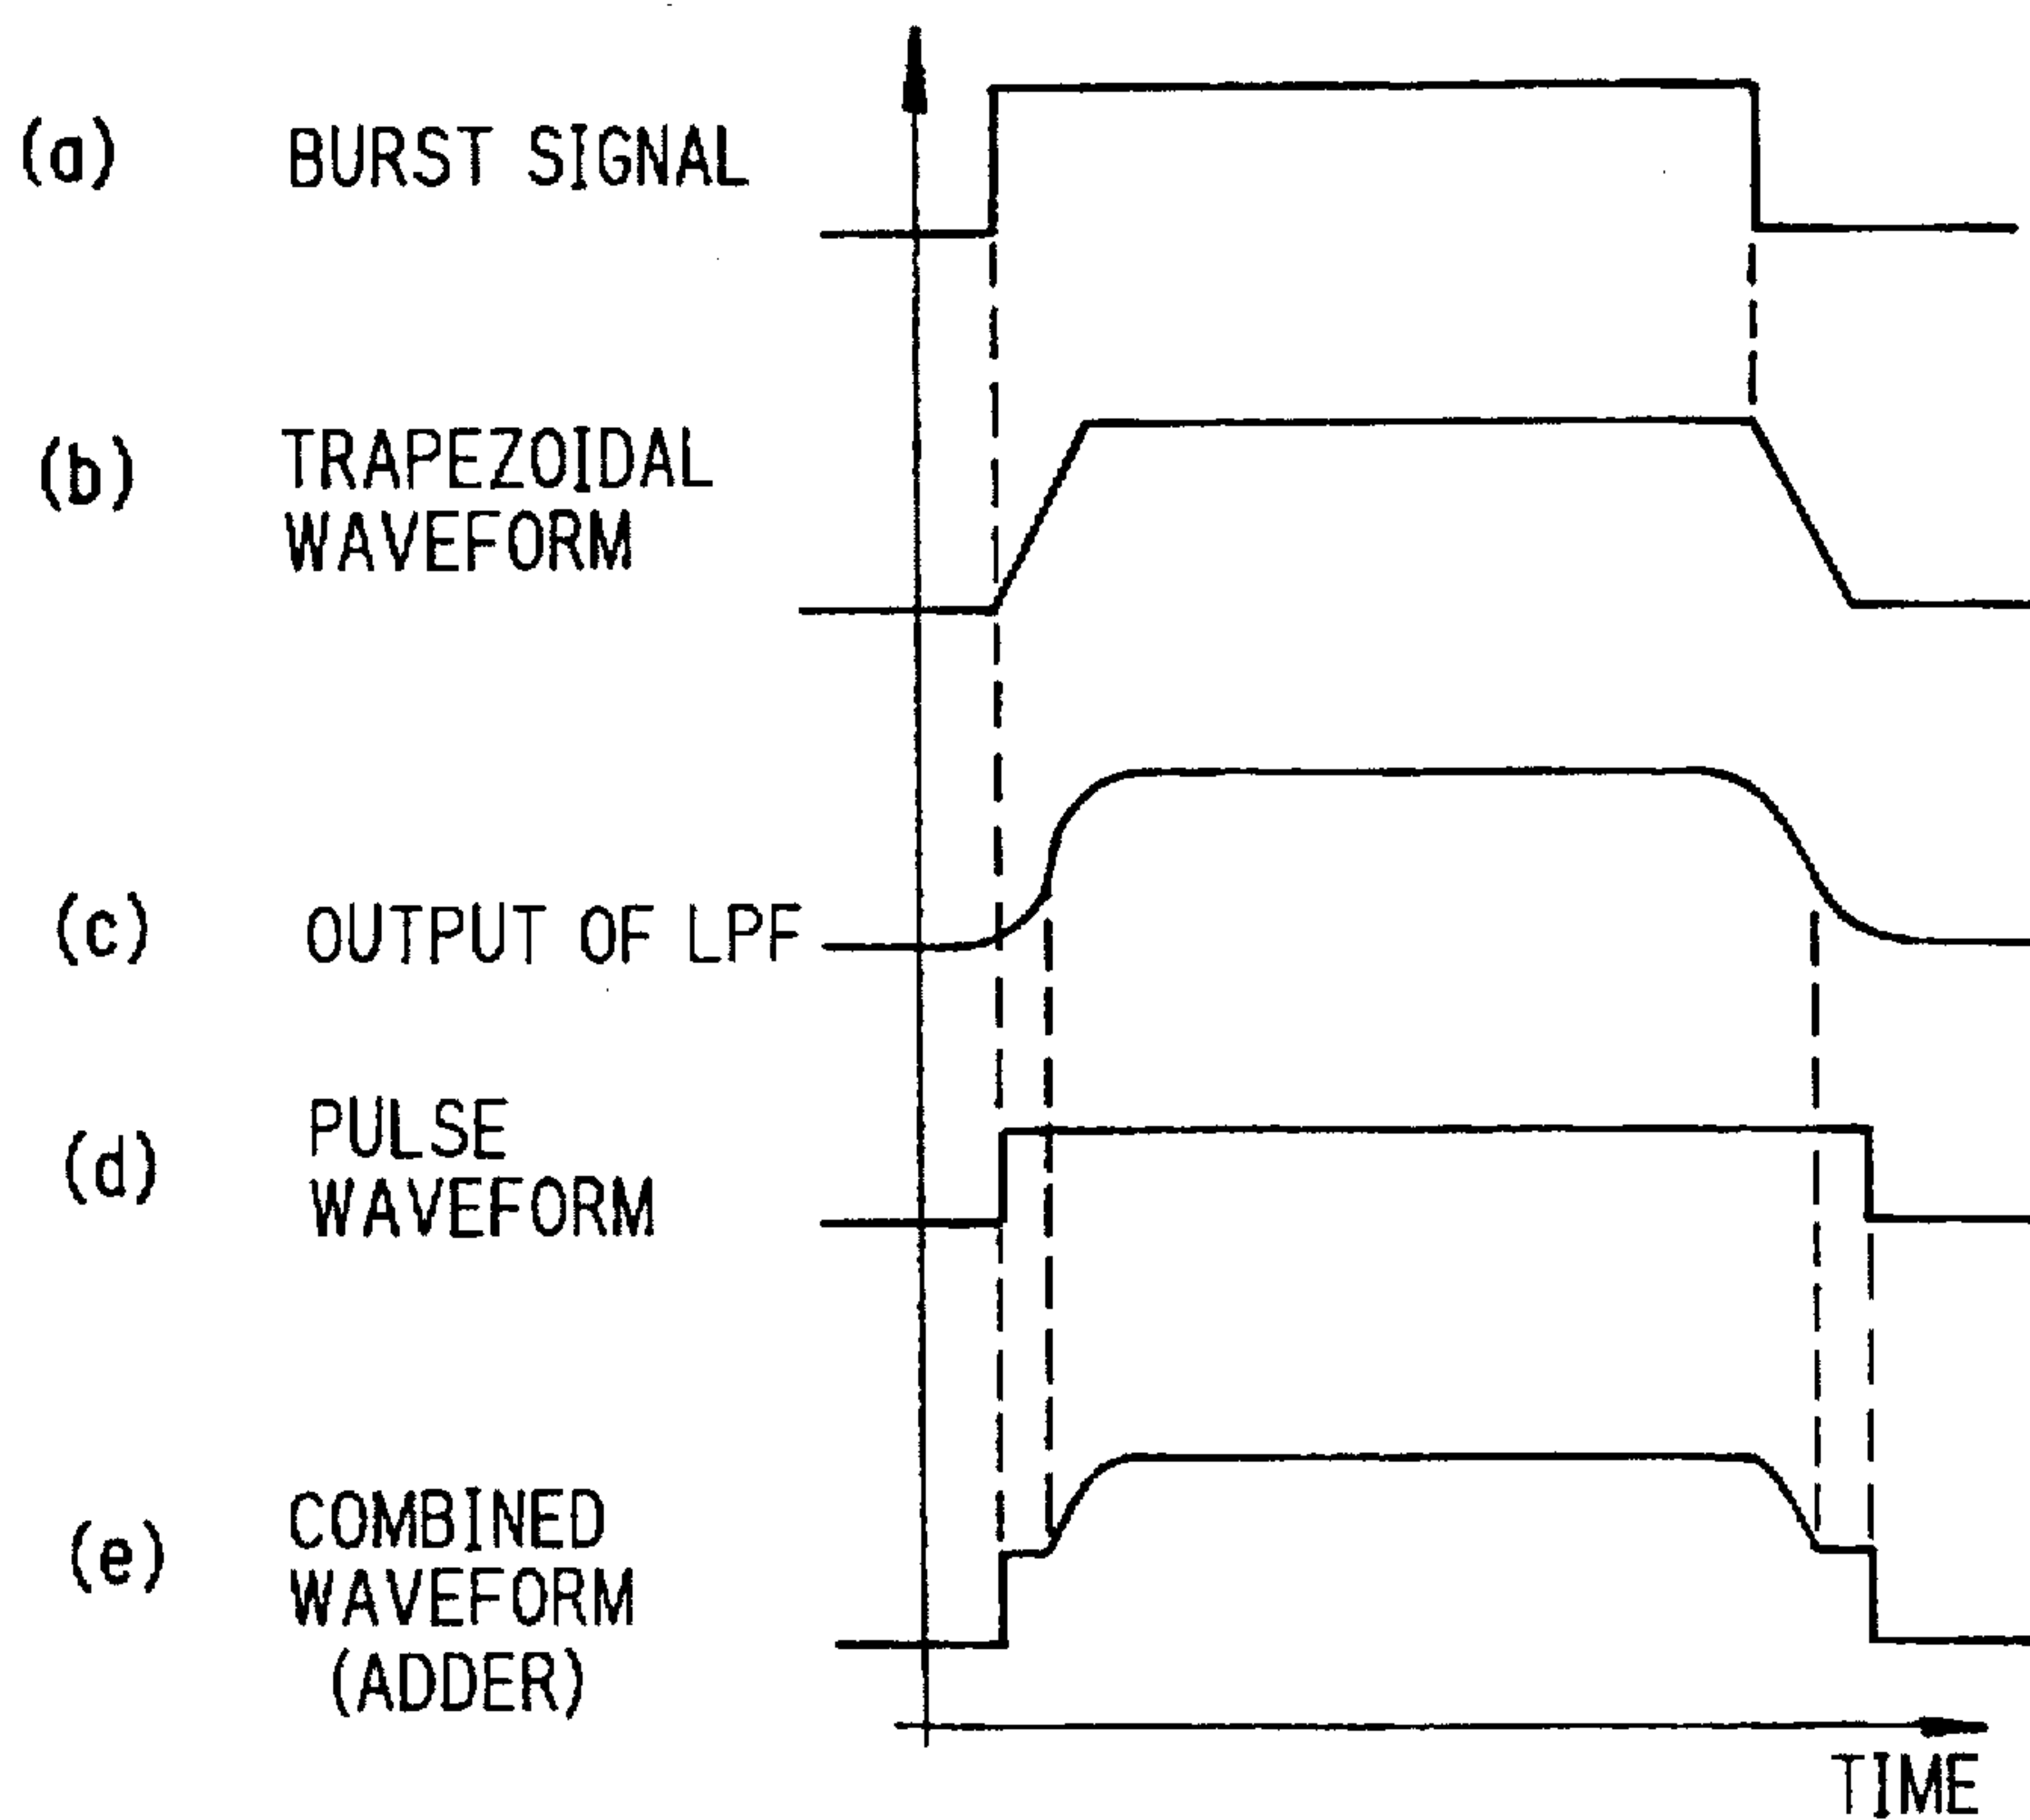 (a) BURST SIGNAL
(b) TRAPEZOIDAL
WAVEFORM
(c) OUTPUT OF LPF
(d) PULSE
WAVEFORM
(e) COMBINED
WAVEFORM
(ADDER)
TIME